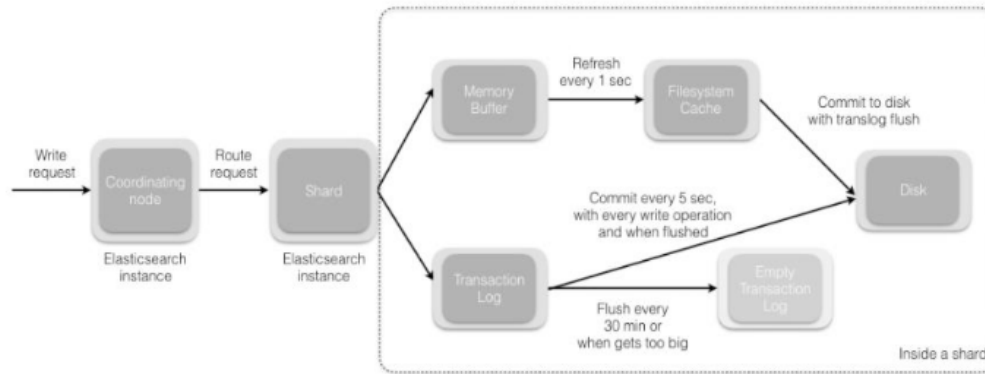 Write
request
Coordinating
node
Elasticsearch
instance
Route
request
Shard
Elasticsearch
instance
Memory
Buffer
Refresh
every 1 sec
Filesystem
Cache
Commit to disk
with translog flush
Disk
Commit every 5 sec,
with every write operation
and when flushed
Transaction
Log
Flush every
30 min or
when gets too big
Empty
Transaction
Log
Inside a shard